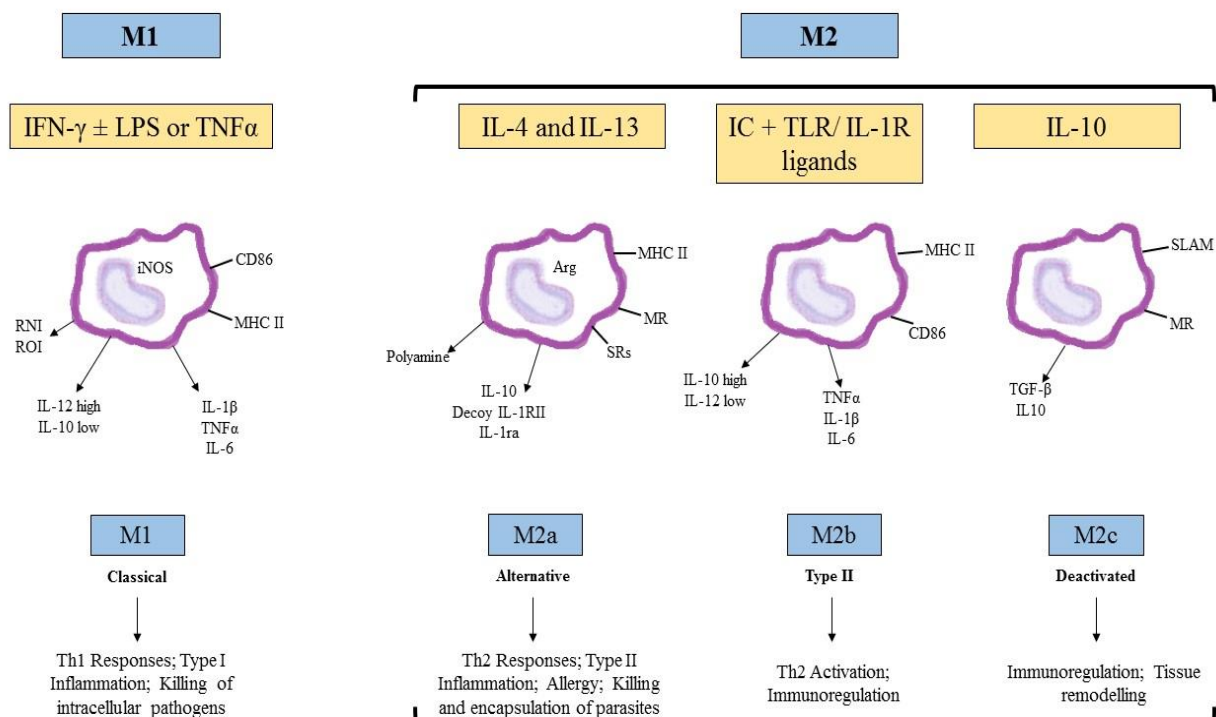 M1
M2
IFN-γ ± LPS or TNFα
IL-4 and IL-13
IC + TLR/ IL-1R
ligands
IL-10
iNOS
CD86
MHC II
RNI
ROI
IL-12 high
IL-10 low
IL-1β
TNFα
IL-6
Arg
MHC II
MR
SRs
Polyamine
IL-10
Decoy IL-1RII
IL-1ra
MHC II
CD86
IL-10 high
IL-12 low
TNFα
IL-1β
IL-6
SLAM
MR
TGF-β
IL10
M1
Classical
Th1 Responses; Type I
Inflammation; Killing of
intracellular pathogens
M2a
Alternative
Th2 Responses; Type II
Inflammation; Allergy; Killing
and encapsulation of parasites
M2b
Type II
Th2 Activation;
Immunoregulation
M2c
Deactivated
Immunoregulation; Tissue
remodelling